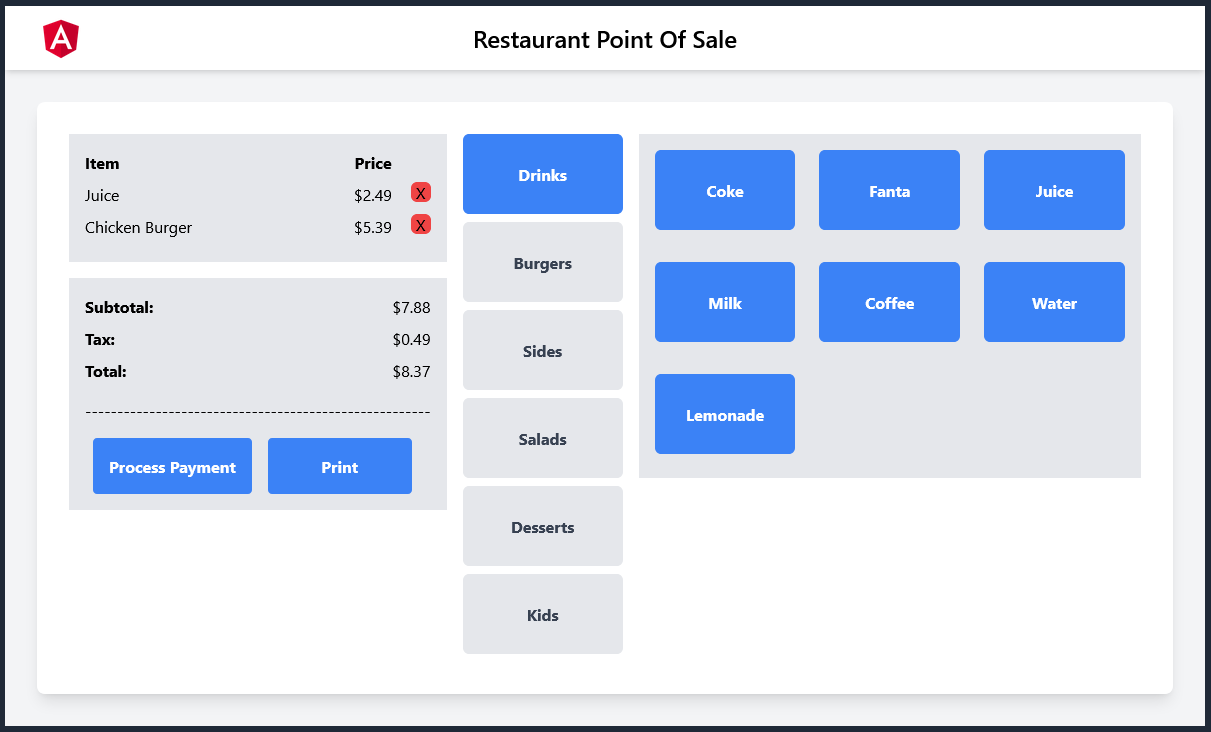 A
Restaurant Point Of Sale
Item Price
Juice $2.49 X
Chicken Burger $5.39 X
Subtotal: $7.88
Tax: $0.49
Total: $8.37
------------------------------------------------------
Process Payment Print
Drinks
Burgers
Sides
Salads
Desserts
Kids
Coke Fanta Juice
Milk Coffee Water
Lemonade